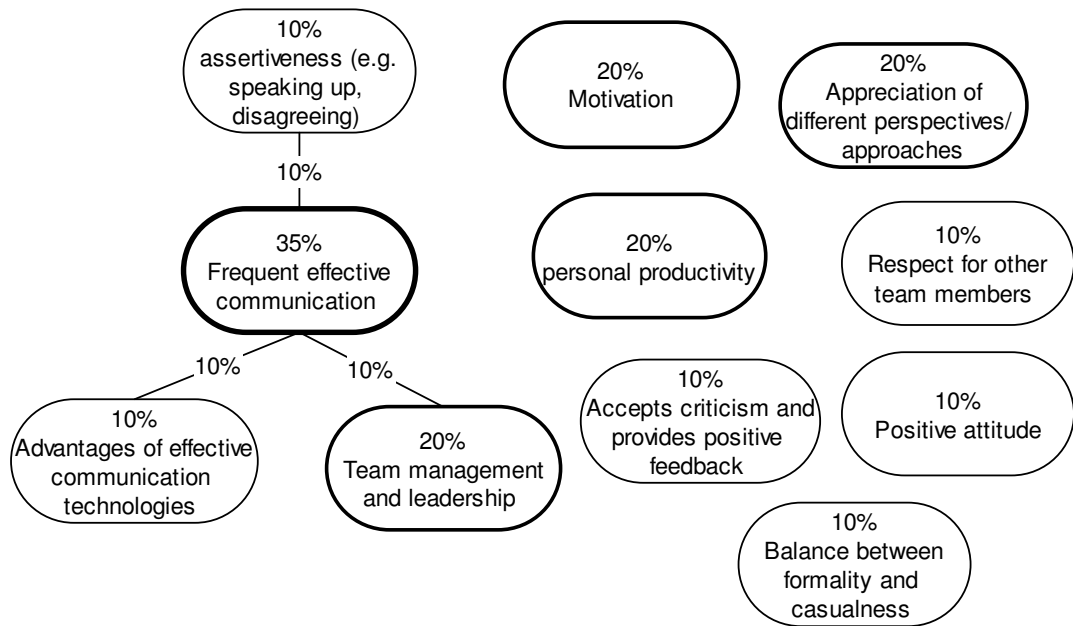 10%
assertiveness (e.g.
speaking up,
disagreeing)
20%
Motivation
20%
Appreciation of
different perspectives/
approaches
10%
35%
Frequent effective
communication
20%
personal productivity
10%
Respect for other
team members
10%
10%
10%
Advantages of effective
communication
technologies
20%
Team management
and leadership
10%
Accepts criticism and
provides positive
feedback
10%
Positive attitude
10%
Balance between
formality and
casualness